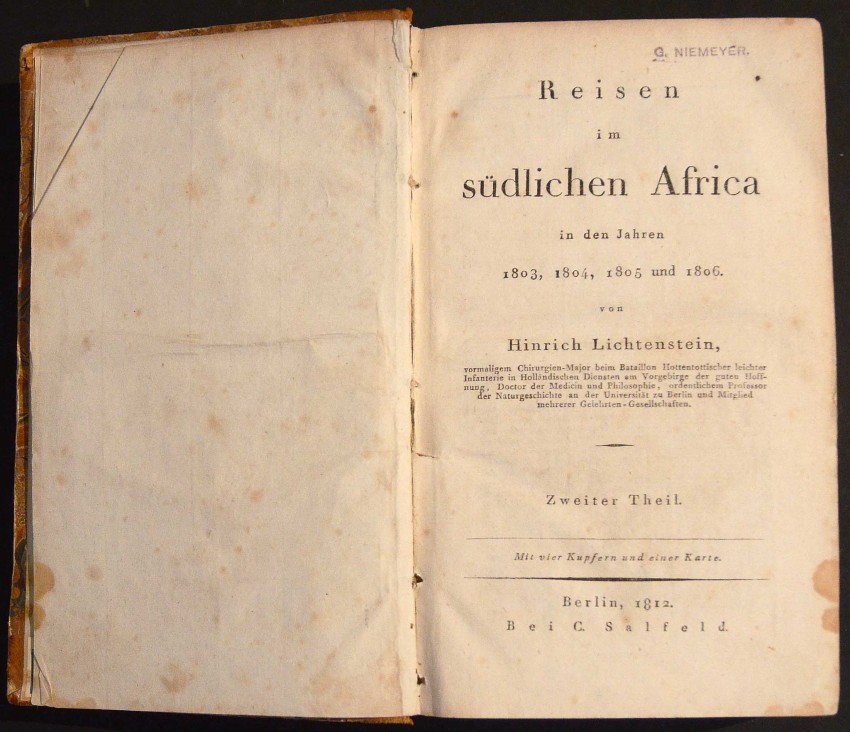 G. NIEMEYER.
Reisen
im
südlichen Africa
in den Jahren
1803, 1804, 1805 und 1806.
von
Hinrich Lichtenstein,
vormaligem Chirurgien-Major beim Bataillon Hottentottischer leichter
Infanterie in Holländischen Diensten am Vorgebirge der guten Hoff-
nung, Doctor der Medicin und Philosophie, ordentlichem Professor
der Naturgeschichte an der Universität zu Berlin und Mitglied
mehrerer Gelehrten-Gesellschaften.
Zweiter Theil.
Mit vier Kupfern und einer Karte.
Berlin, 1812.
Bei C. Salfeld.